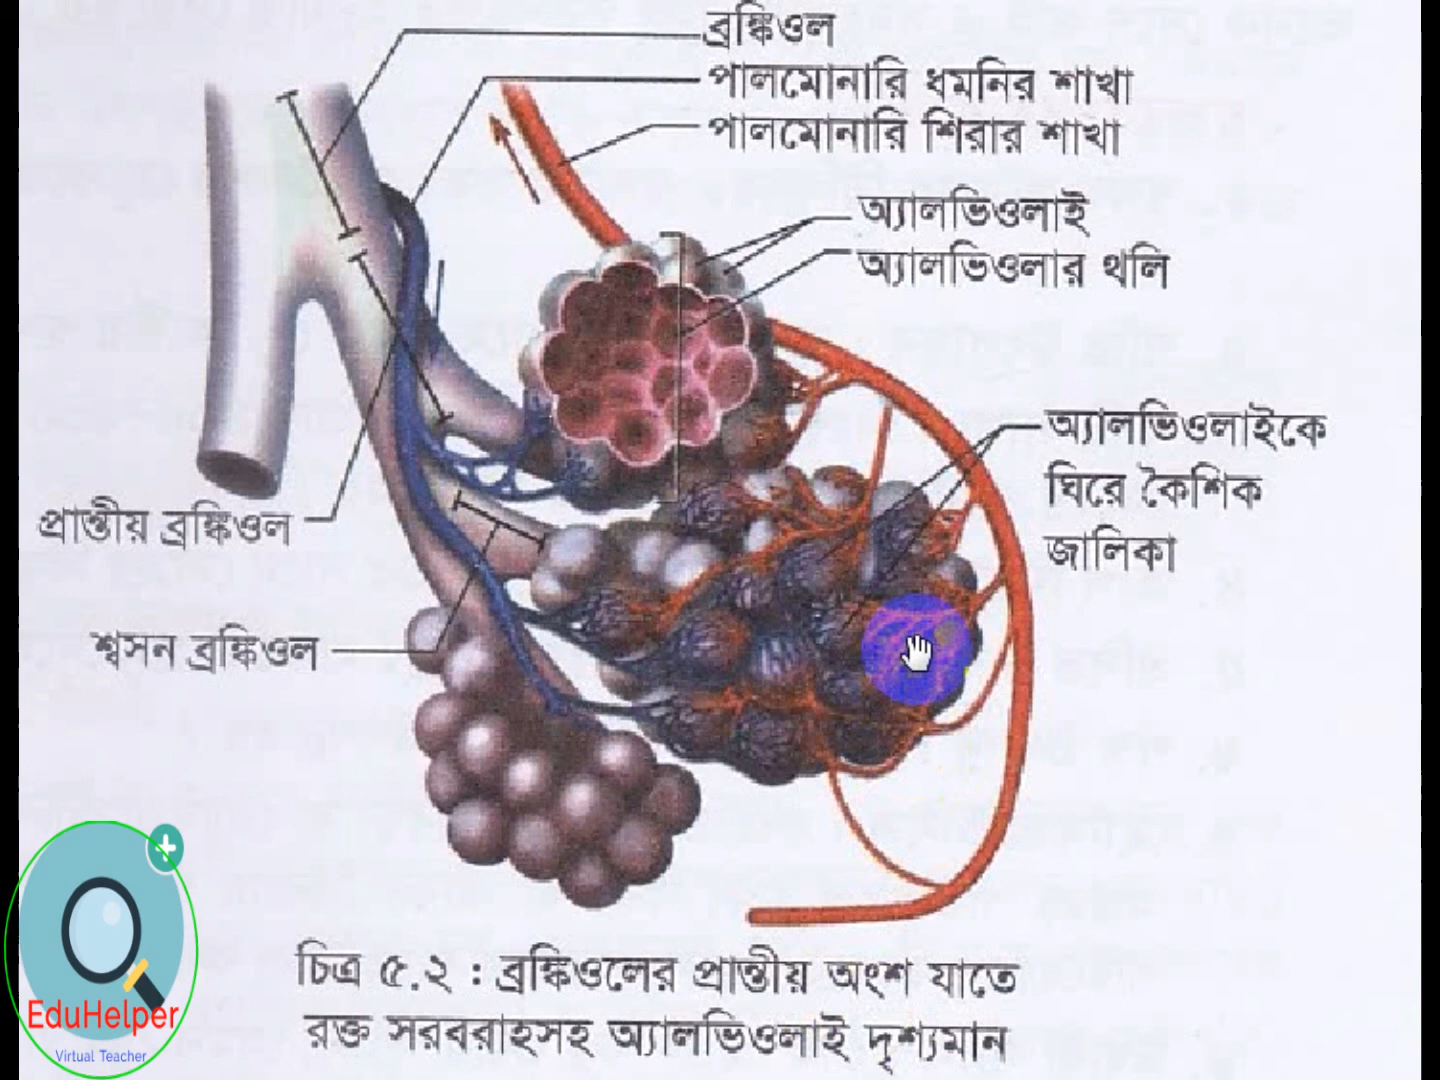 ব্রঙ্কিওল
পালমোনারি ধমনির শাখা
পালমোনারি শিরার শাখা
অ্যালভিওলাই
অ্যালভিওলার থলি
অ্যালভিওলাইকে
ঘিরে কৈশিক
জালিকা
প্রান্তীয় ব্রঙ্কিওল
শ্বসন ব্রঙ্কিওল
চিত্র ৫.২ : ব্রঙ্কিওলের প্রান্তীয় অংশ যাতে
রক্ত সরবরাহসহ অ্যালভিওলাই দৃশ্যমান
EduHelper
Virtual Teacher